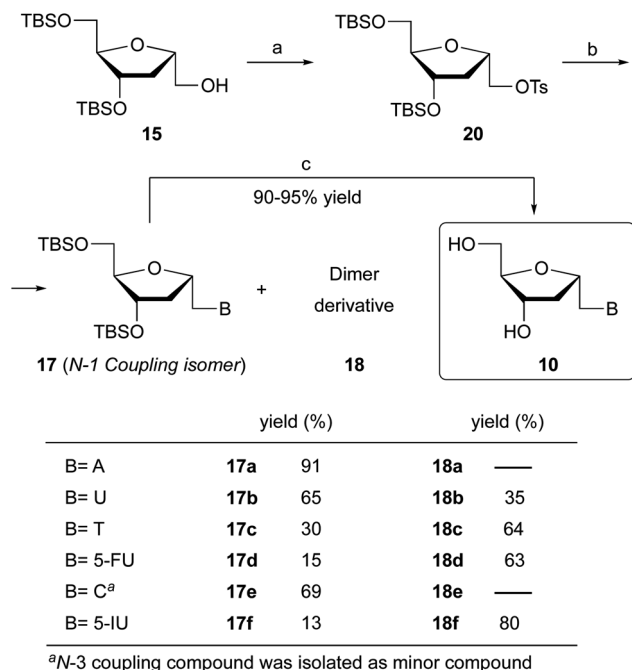 TBSO
O
OH
TBSO
15
a
TBSO
O
OTs
TBSO
20
b
c
90-95% yield
TBSO
O
B
TBSO
17 (N-1 Coupling isomer)
+
Dimer
derivative
18
HO
O
B
HO
10
yield (%) yield (%)
B= A 17a 91 18a —
B= U 17b 65 18b 35
B= T 17c 30 18c 64
B= 5-FU 17d 15 18d 63
B= Cᵃ 17e 69 18e —
B= 5-IU 17f 13 18f 80
ᵃN-3 coupling compound was isolated as minor compound